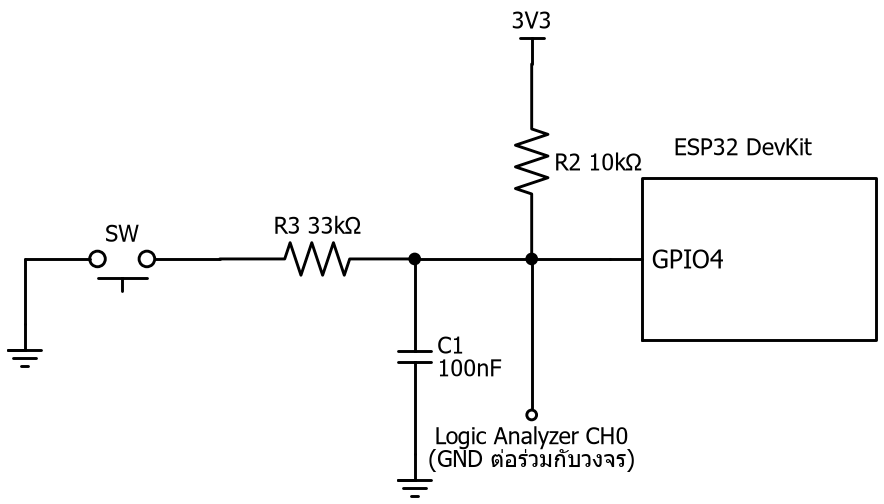 3V3
ESP32 DevKit
R2 10kΩ
SW
R3 33kΩ
GPIO4
C1
100nF
Logic Analyzer CH0
(GND ต่อร่วมกับวงจร)